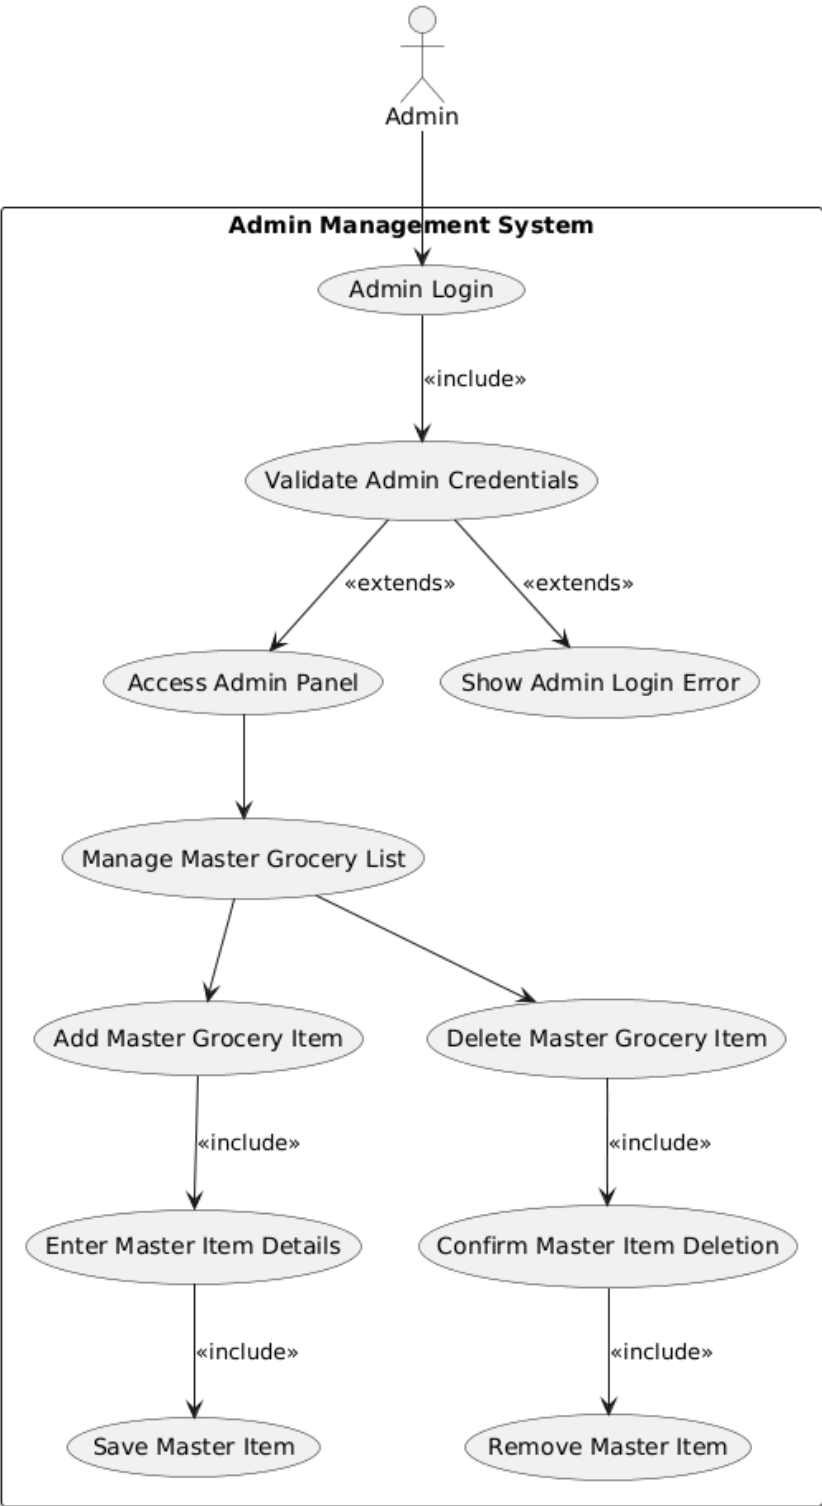 Admin
Admin Management System
Admin Login
«include»
Validate Admin Credentials
«extends»
«extends»
Access Admin Panel
Show Admin Login Error
Manage Master Grocery List
Add Master Grocery Item
Delete Master Grocery Item
«include»
«include»
Enter Master Item Details
Confirm Master Item Deletion
«include»
«include»
Save Master Item
Remove Master Item